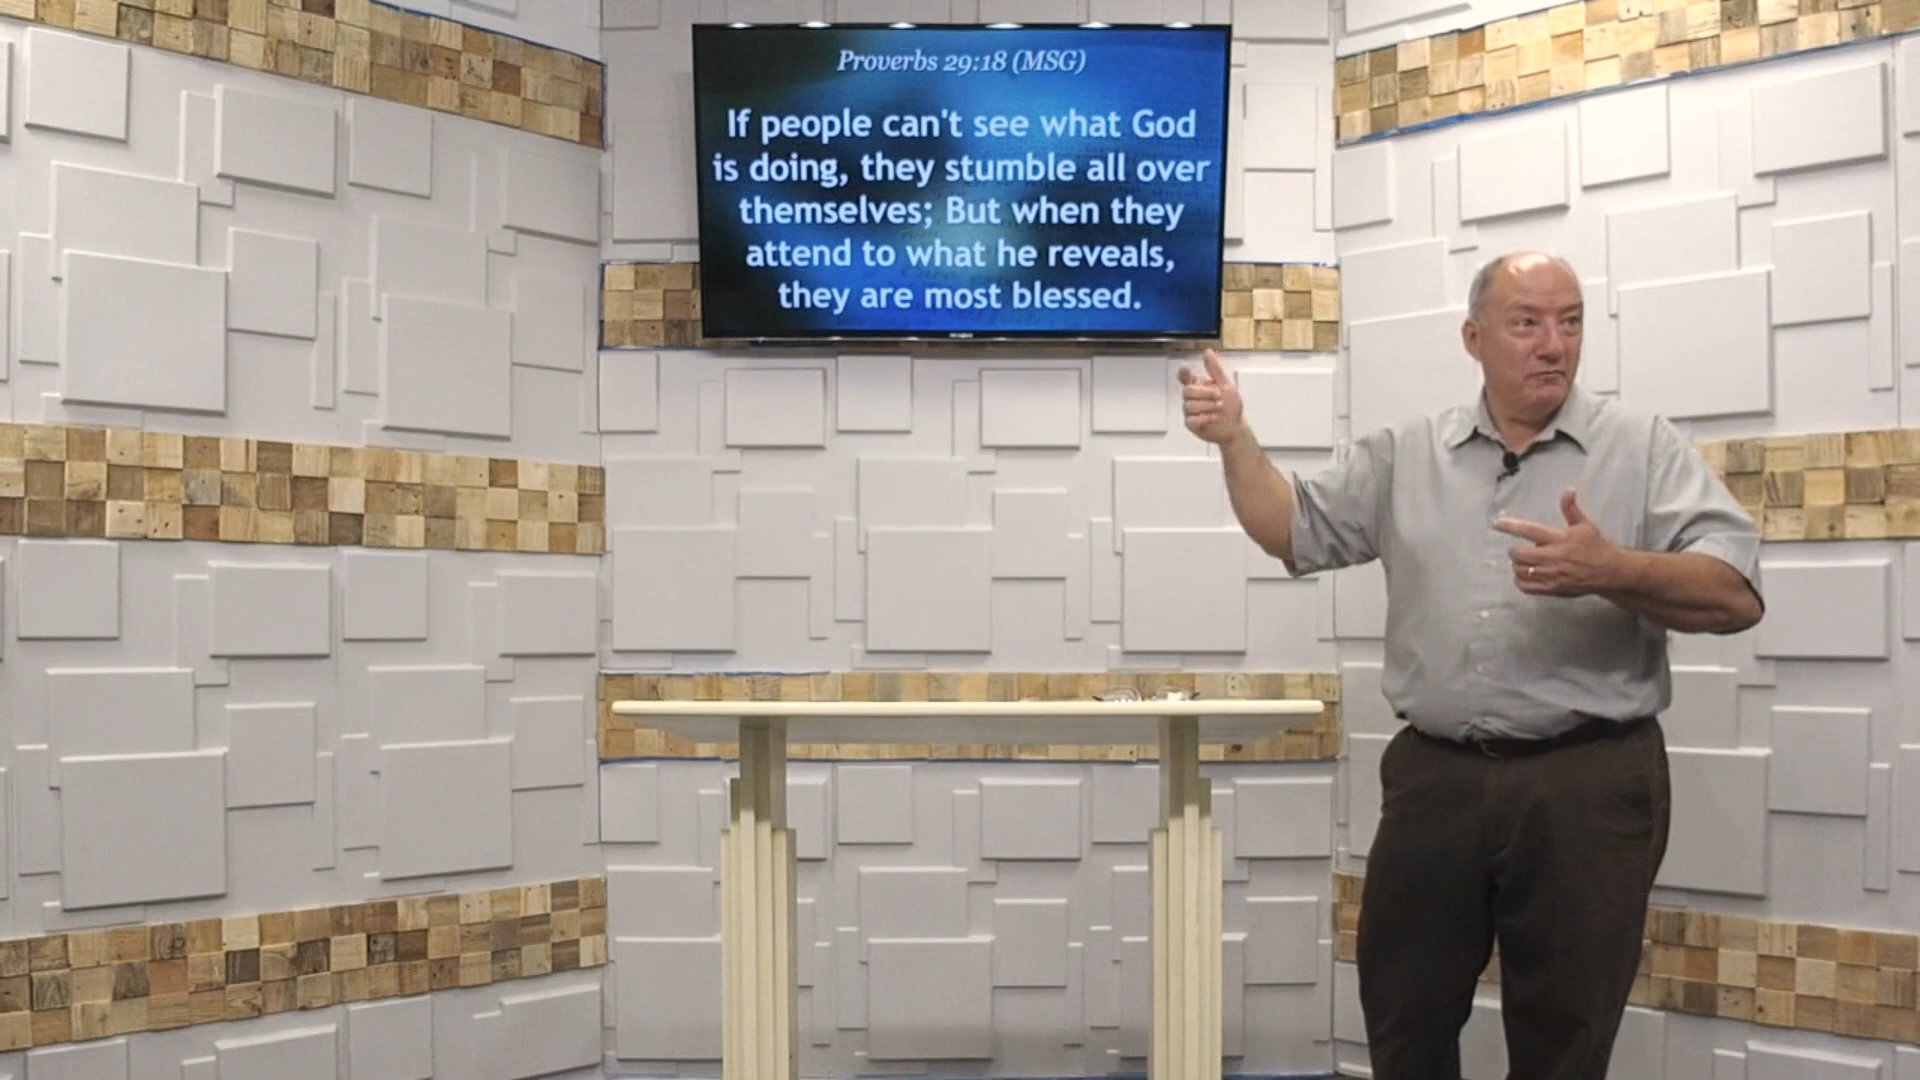 Proverbs 29:18 (MSG)
If people can't see what God
is doing, they stumble all over
themselves; But when they
attend to what he reveals,
they are most blessed.